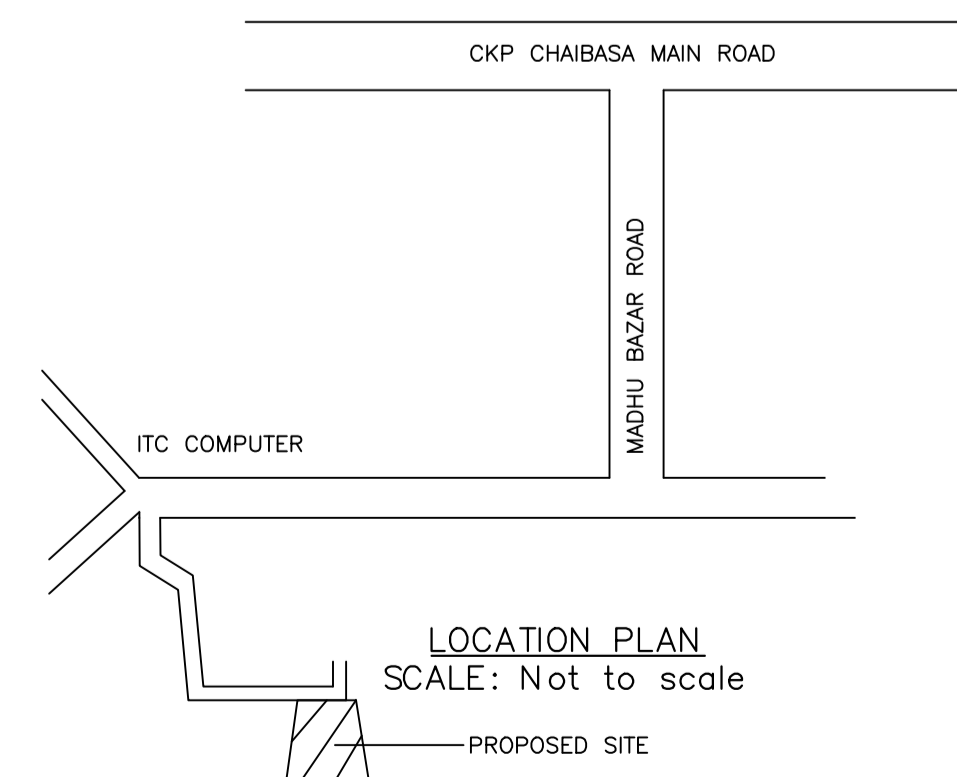 CKP CHAIBASA MAIN ROAD
MADHU BAZAR ROAD
ITC COMPUTER
LOCATION PLAN
SCALE: Not to scale
PROPOSED SITE